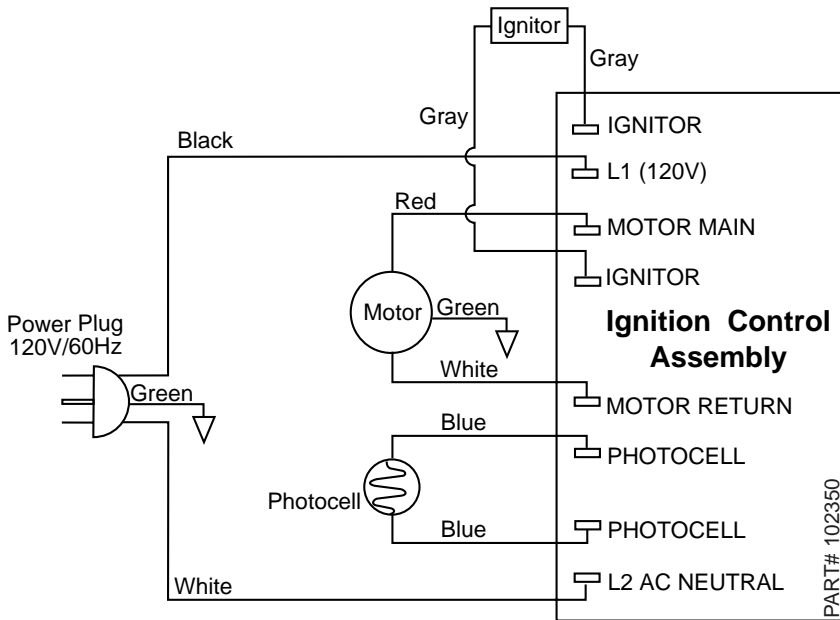 Ignitor
Gray
Gray
IGNITOR
Black
L1 (120V)
Red
MOTOR MAIN
IGNITOR
Motor
Green
Ignition Control
Assembly
Power Plug
120V/60Hz
White
Green
MOTOR RETURN
Blue
PHOTOCELL
Photocell
Blue
PHOTOCELL
White
L2 AC NEUTRAL
PART# 102350